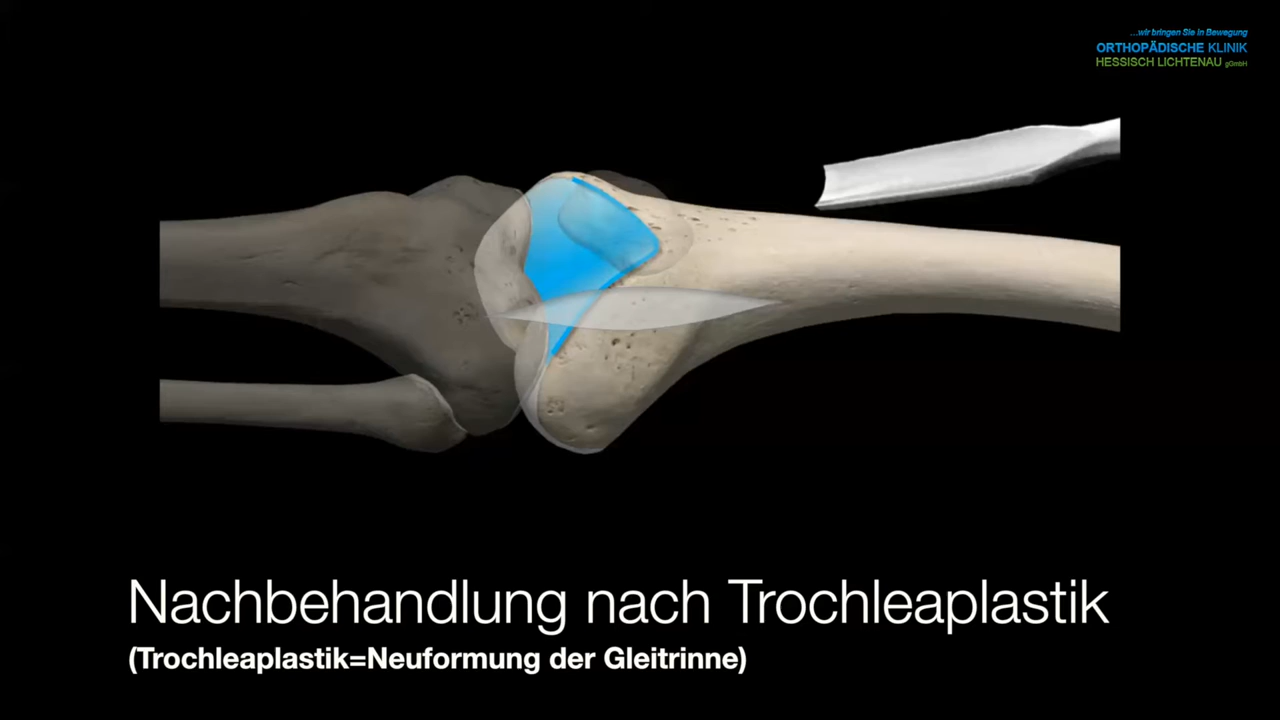 ...wir bringen Sie in Bewegung
ORTHOPÄDISCHE KLINIK
HESSISCH LICHTENAU gGmbH
Nachbehandlung nach Trochleaplastik
(Trochleaplastik=Neuformung der Gleitrinne)